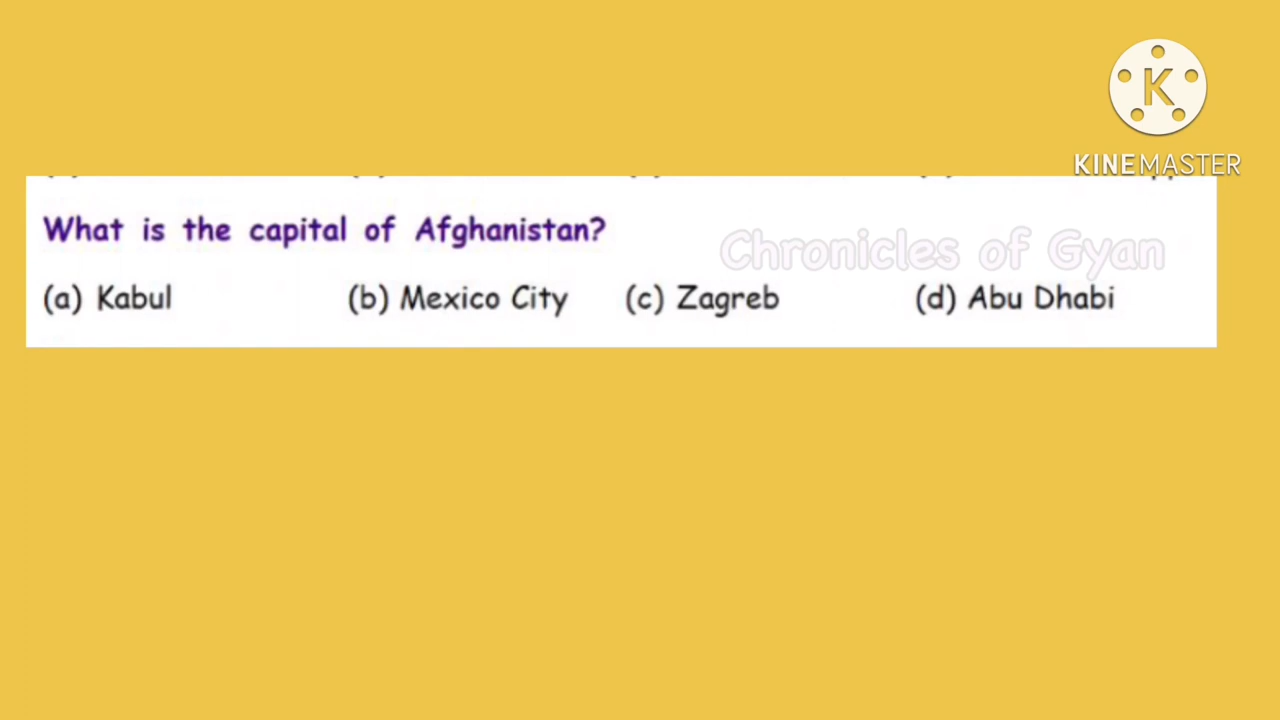 K
KINEMASTER
What is the capital of Afghanistan?
Chronicles of Gyan
(a) Kabul (b) Mexico City (c) Zagreb (d) Abu Dhabi